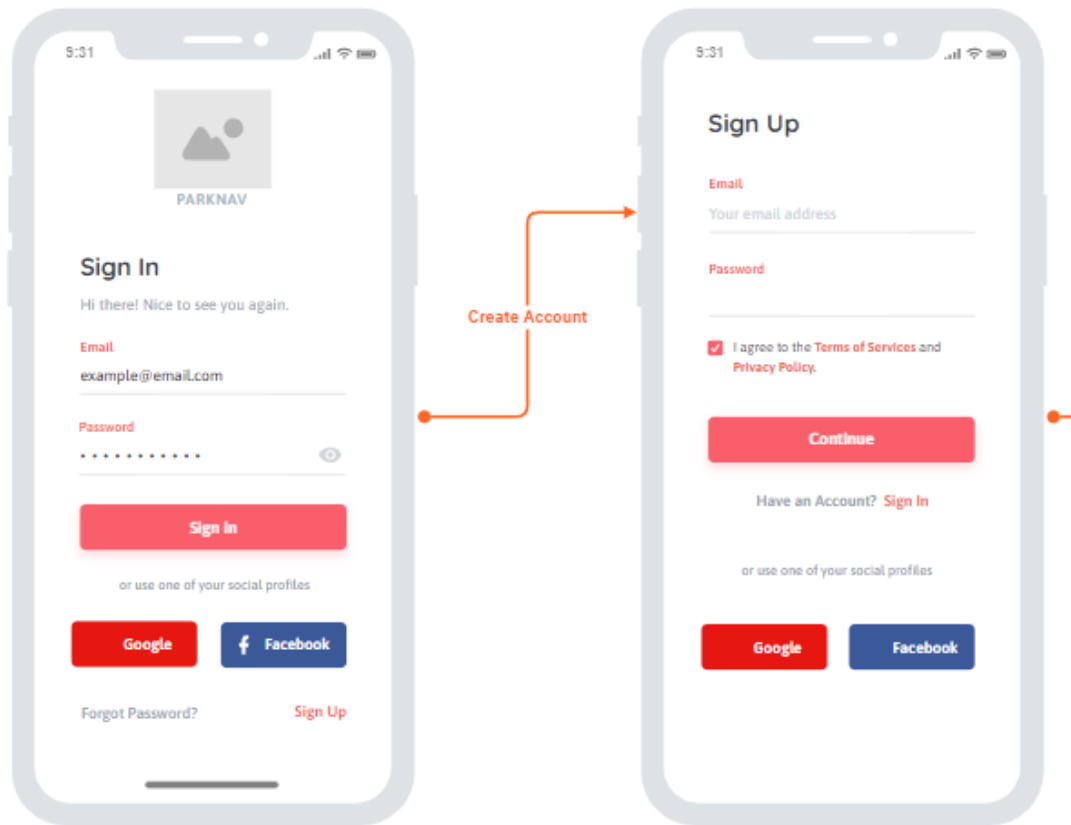 9:31
PARKNAV
Sign In
Hi there! Nice to see you again.
Email
example@email.com
Password
Sign in
or use one of your social profiles
Google
Facebook
Forgot Password?
Sign Up
Create Account
9:31
Sign Up
Email
Your email address
Password
I agree to the Terms of Services and
Privacy Policy.
Continue
Have an Account? Sign In
or use one of your social profiles
Google
Facebook